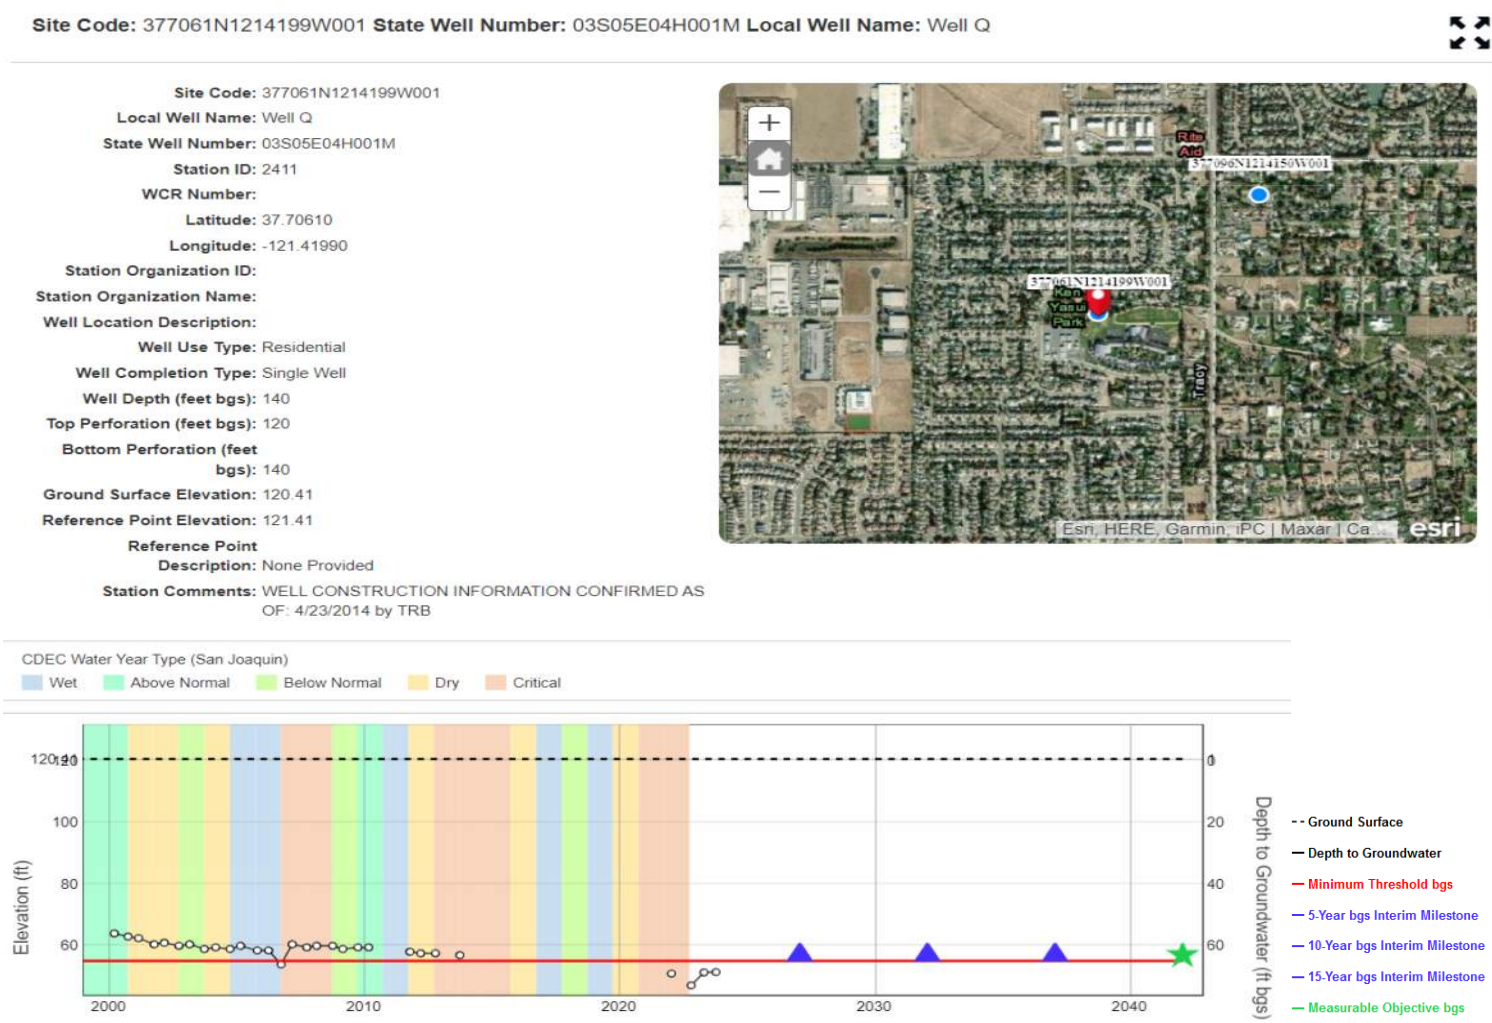 Site Code: 377061N1214199W001 State Well Number: 03S05E04H001M Local Well Name: Well Q
Site Code: 377061N1214199W001
Local Well Name: Well Q
State Well Number: 03S05E04H001M
Station ID: 2411
WCR Number:
Latitude: 37.70610
Longitude: -121.41990
Station Organization ID:
Station Organization Name:
Well Location Description:
Well Use Type: Residential
Well Completion Type: Single Well
Well Depth (feet bgs): 140
Top Perforation (feet bgs): 120
Bottom Perforation (feet
bgs): 140
Ground Surface Elevation: 120.41
Reference Point Elevation: 121.41
Reference Point
Description: None Provided
Station Comments: WELL CONSTRUCTION INFORMATION CONFIRMED AS
OF: 4/23/2014 by TRB
+
−
Rite
Aid
377096N1214150W001
377061N1214199W001
Ken
Yasui
Park
Tracy
Esri, HERE, Garmin, iPC | Maxar | Ca...
esri
CDEC Water Year Type (San Joaquin)
Wet Above Normal Below Normal Dry Critical
Elevation (ft)
120.41
120
100
80
60
0
20
40
60
2000 2010 2020 2030 2040
Depth to Groundwater (ft bgs)
Ground Surface
Depth to Groundwater
Minimum Threshold bgs
5-Year bgs Interim Milestone
10-Year bgs Interim Milestone
15-Year bgs Interim Milestone
Measurable Objective bgs